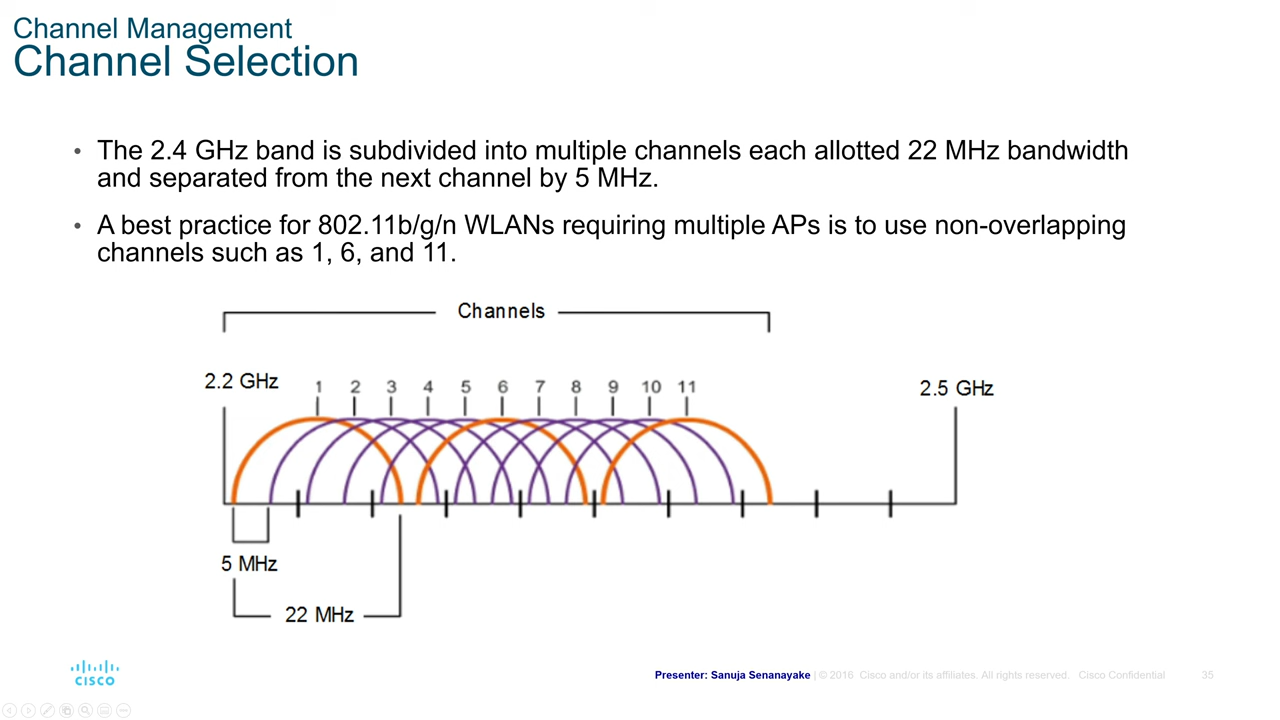 Channel Management
Channel Selection
• The 2.4 GHz band is subdivided into multiple channels each allotted 22 MHz bandwidth
and separated from the next channel by 5 MHz.
• A best practice for 802.11b/g/n WLANs requiring multiple APs is to use non-overlapping
channels such as 1, 6, and 11.
Channels
2.2 GHz
1 2 3 4 5 6 7 8 9 10 11
2.5 GHz
5 MHz
22 MHz
CISCO
Presenter: Sanuja Senanayake | © 2016 Cisco and/or its affiliates. All rights reserved. Cisco Confidential 35